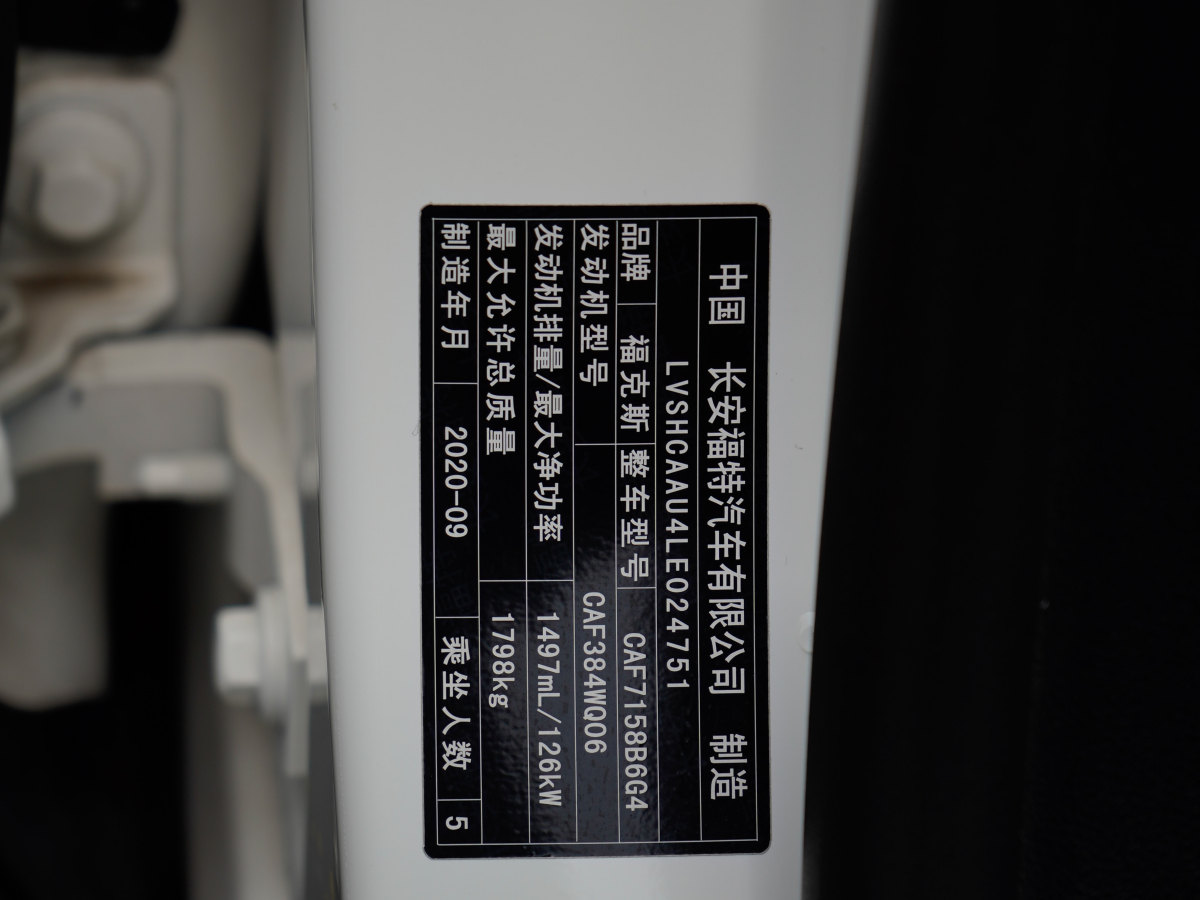 中国 长安福特汽车有限公司 制造
LVSHCAAU4LE024751
品牌 福克斯 整车型号 CAF7158B6G4
发动机型号 CAF384WQ06
发动机排量/最大净功率 1497mL/126kW
最大允许总质量 1798kg
制造年月 2020-09 乘坐人数 5